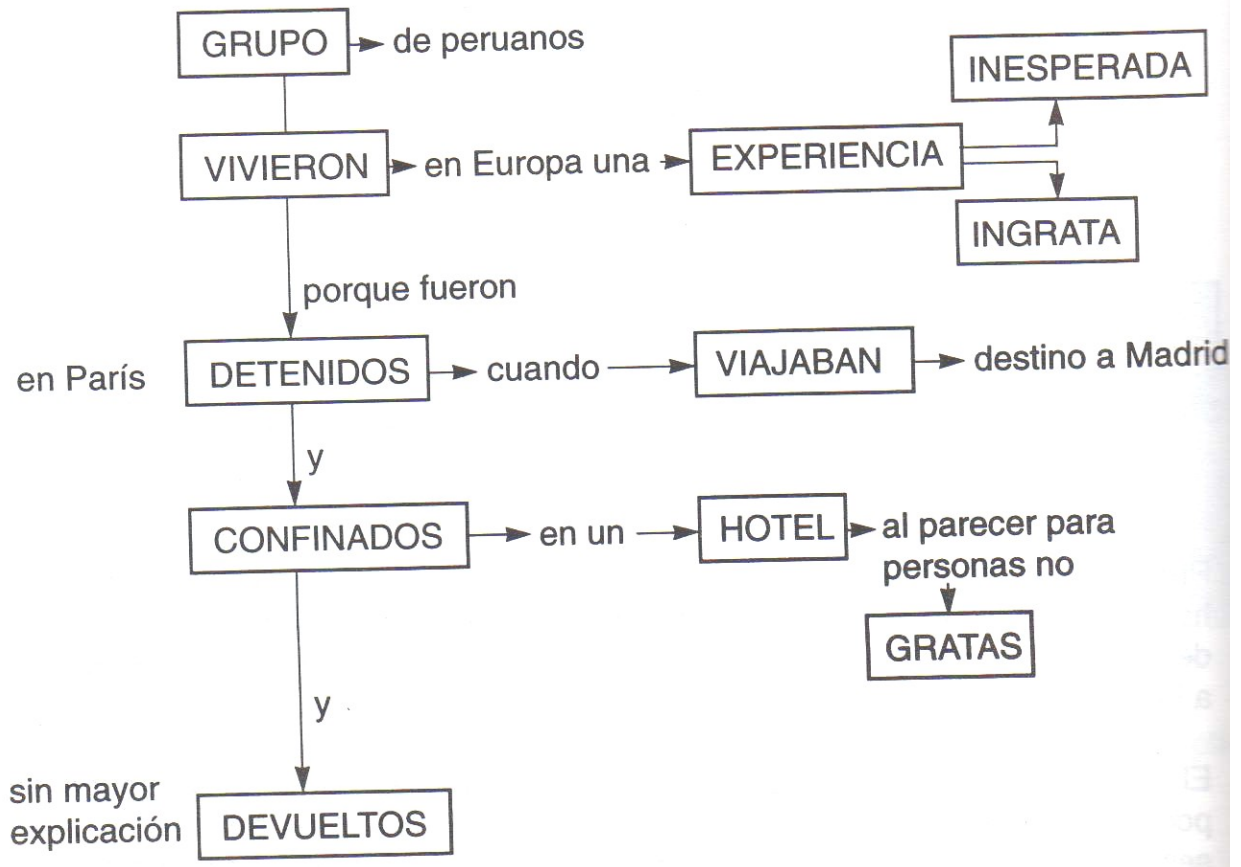 GRUPO de peruanos
INESPERADA
VIVIERON en Europa una EXPERIENCIA
INGRATA
porque fueron
en París DETENIDOS cuando VIAJABAN destino a Madrid
y
CONFINADOS en un HOTEL al parecer para
personas no
GRATAS
y
sin mayor
explicación DEVUELTOS